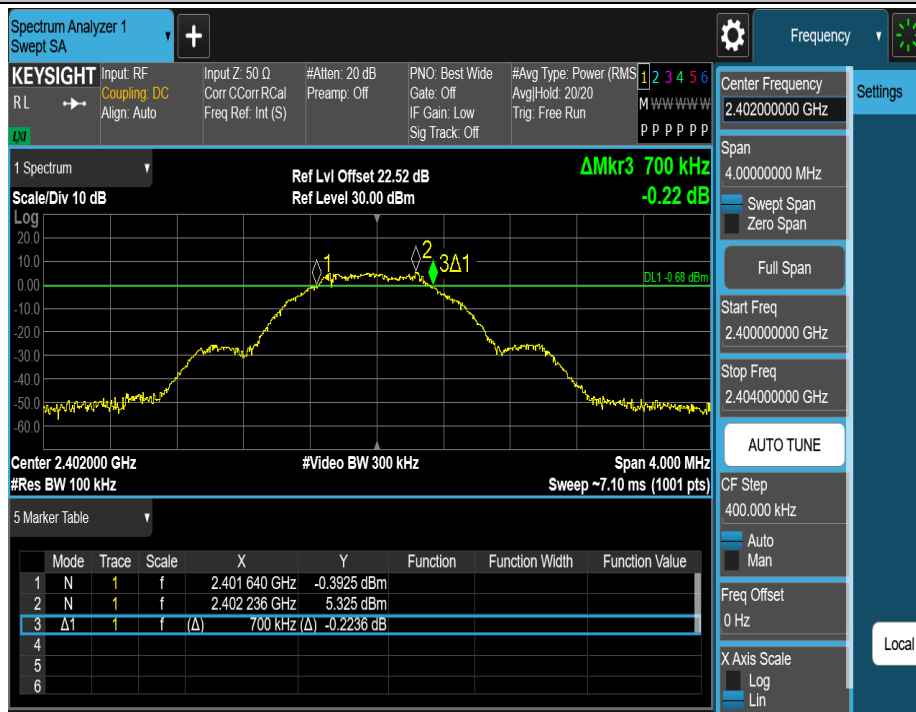 Spectrum Analyzer 1
Swept SA
+
Frequency
KEYSIGHT
RL
LXI
Input: RF
Coupling: DC
Align: Auto
Input Z: 50 Ω
Corr CCorr RCal
Freq Ref: Int (S)
#Atten: 20 dB
Preamp: Off
PNO: Best Wide
Gate: Off
IF Gain: Low
Sig Track: Off
#Avg Type: Power (RMS
Avg|Hold: 20/20
Trig: Free Run
1 2 3 4 5 6
M W W W W W
P P P P P P
1 Spectrum
Scale/Div 10 dB
Ref Lvl Offset 22.52 dB
Ref Level 30.00 dBm
ΔMkr3 700 kHz
-0.22 dB
Log
20.0
10.0
0.00
-10.0
-20.0
-30.0
-40.0
-50.0
-60.0
1
2
3Δ1
DL1 -0.68 dBm
Center 2.402000 GHz
#Video BW 300 kHz
Span 4.000 MHz
#Res BW 100 kHz
Sweep ~7.10 ms (1001 pts)
5 Marker Table
Mode Trace Scale X Y Function Function Width Function Value
1 N 1 f 2.401 640 GHz -0.3925 dBm
2 N 1 f 2.402 236 GHz 5.325 dBm
3 Δ1 1 f (Δ) 700 kHz (Δ) -0.2236 dB
4
5
6
Center Frequency
2.402000000 GHz
Span
4.00000000 MHz
Swept Span
Zero Span
Full Span
Start Freq
2.400000000 GHz
Stop Freq
2.404000000 GHz
AUTO TUNE
CF Step
400.000 kHz
Auto
Man
Freq Offset
0 Hz
X Axis Scale
Log
Lin
Settings
Local